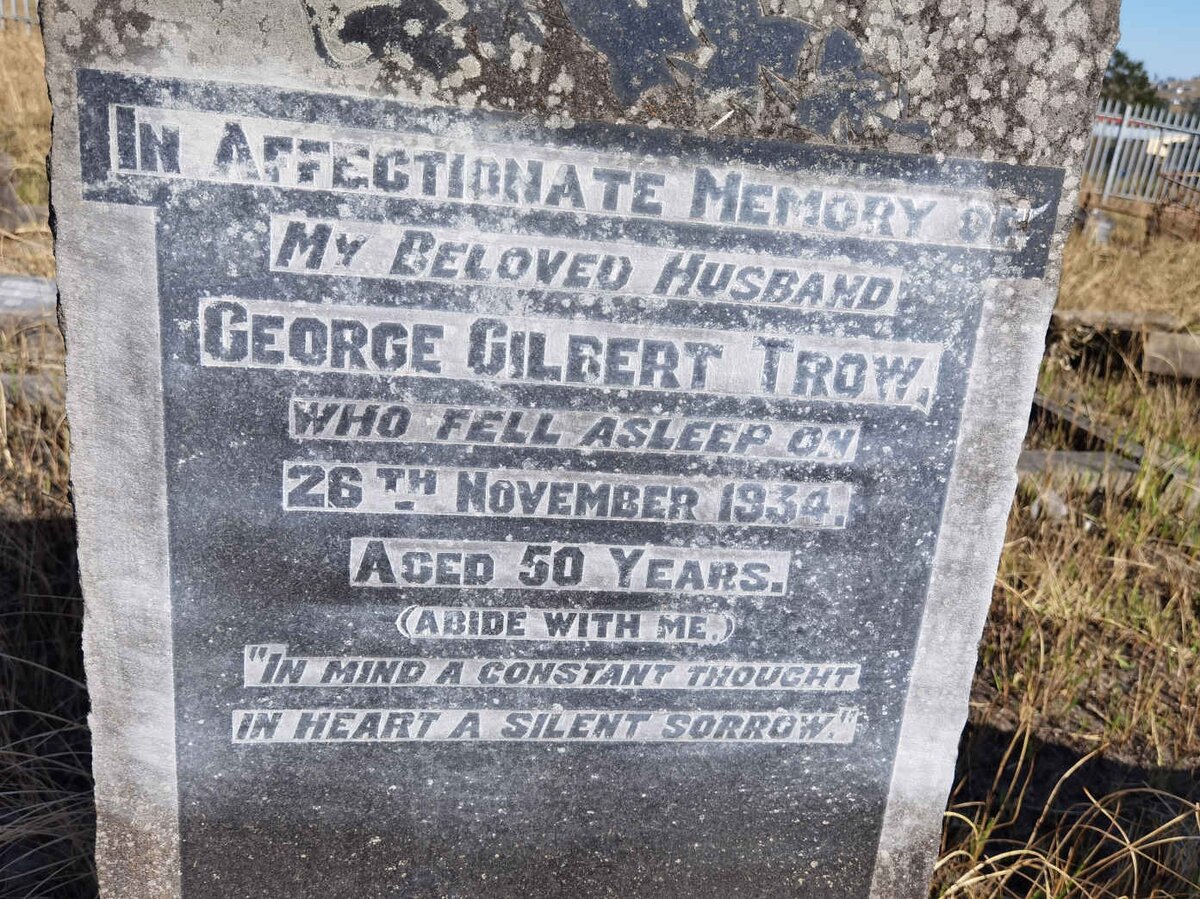 In Affectionate Memory of
My Beloved Husband
George Gilbert Trow,
who fell asleep on
26th November 1934.
Aged 50 Years.
(Abide with me.)
"In mind a constant thought
in heart a silent sorrow."